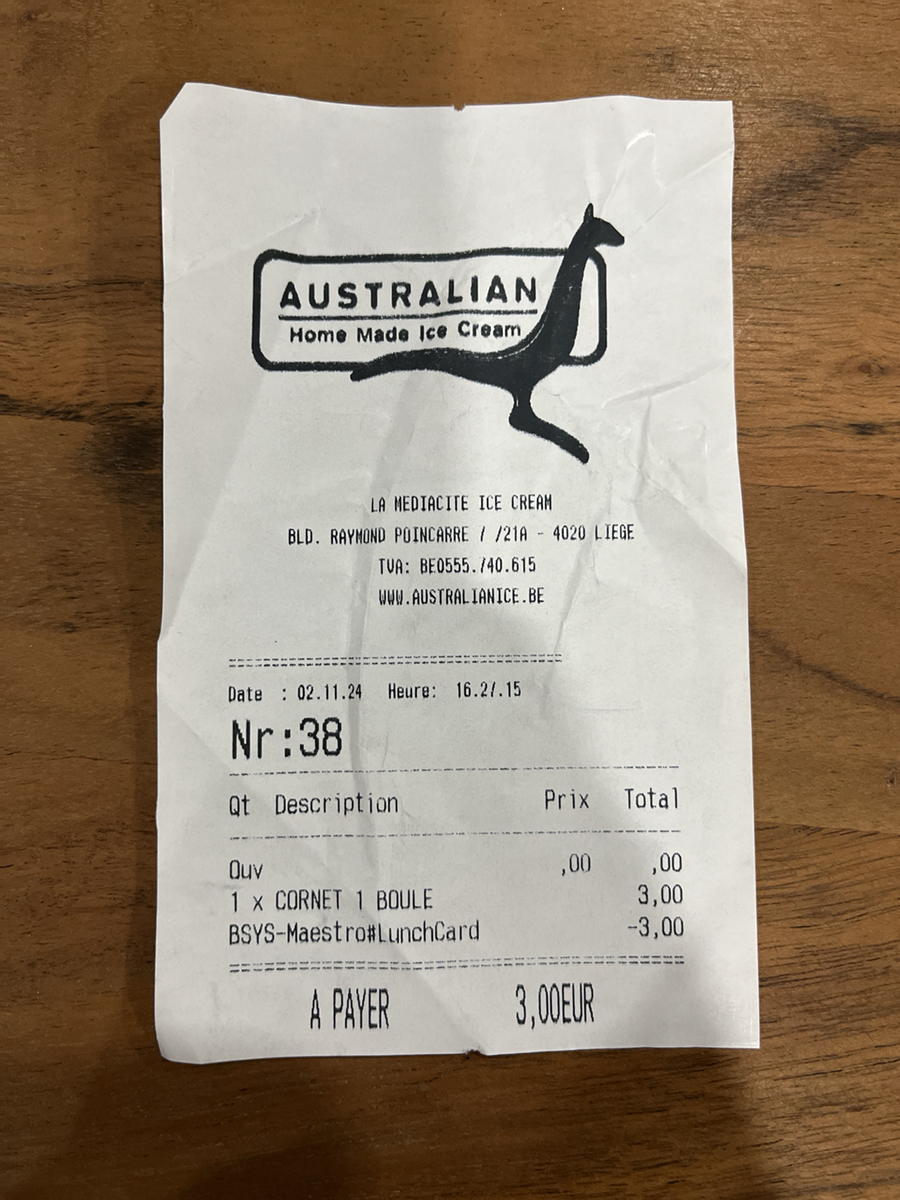 AUSTRALIAN
Home Made Ice Cream
LA MEDIACITE ICE CREAM
BLD. RAYMOND POINCARRE 7 /21A - 4020 LIEGE
TVA: BE0555.740.615
WWW.AUSTRALIANICE.BE
Date : 02.11.24 Heure: 16.27.15
Nr:38
Qt Description Prix Total
Ouv ,00 ,00
1 x CORNET 1 BOULE 3,00
BSYS-Maestro#LunchCard -3,00
A PAYER 3,00EUR